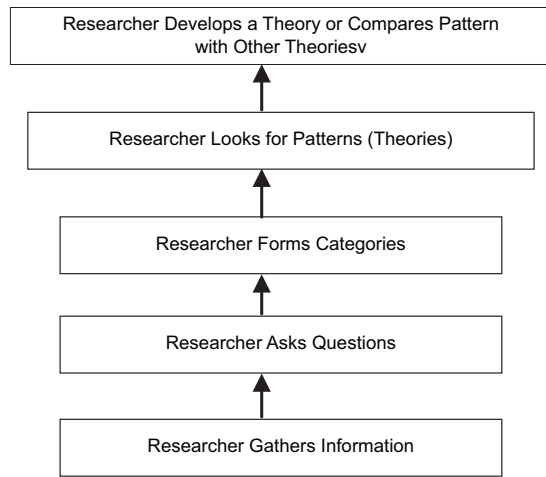 Researcher Develops a Theory or Compares Pattern
with Other Theoriesv
Researcher Looks for Patterns (Theories)
Researcher Forms Categories
Researcher Asks Questions
Researcher Gathers Information